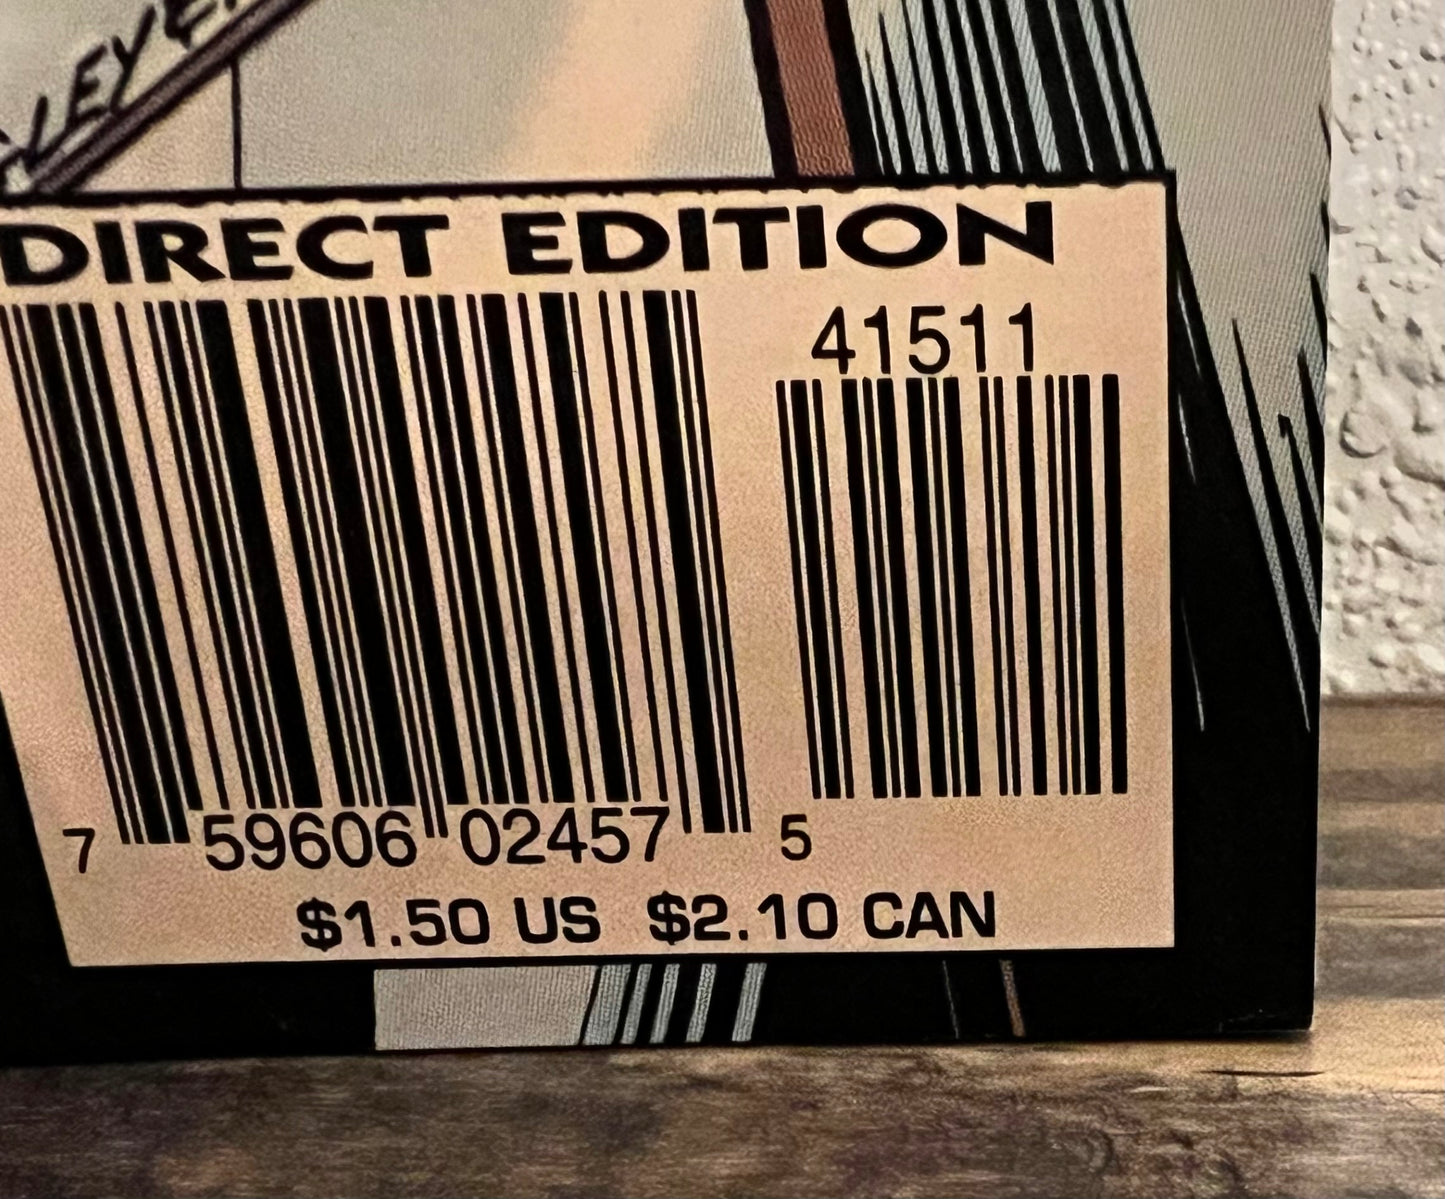 DIRECT EDITION
41511
7 59606 02457 5
$1.50 US $2.10 CAN